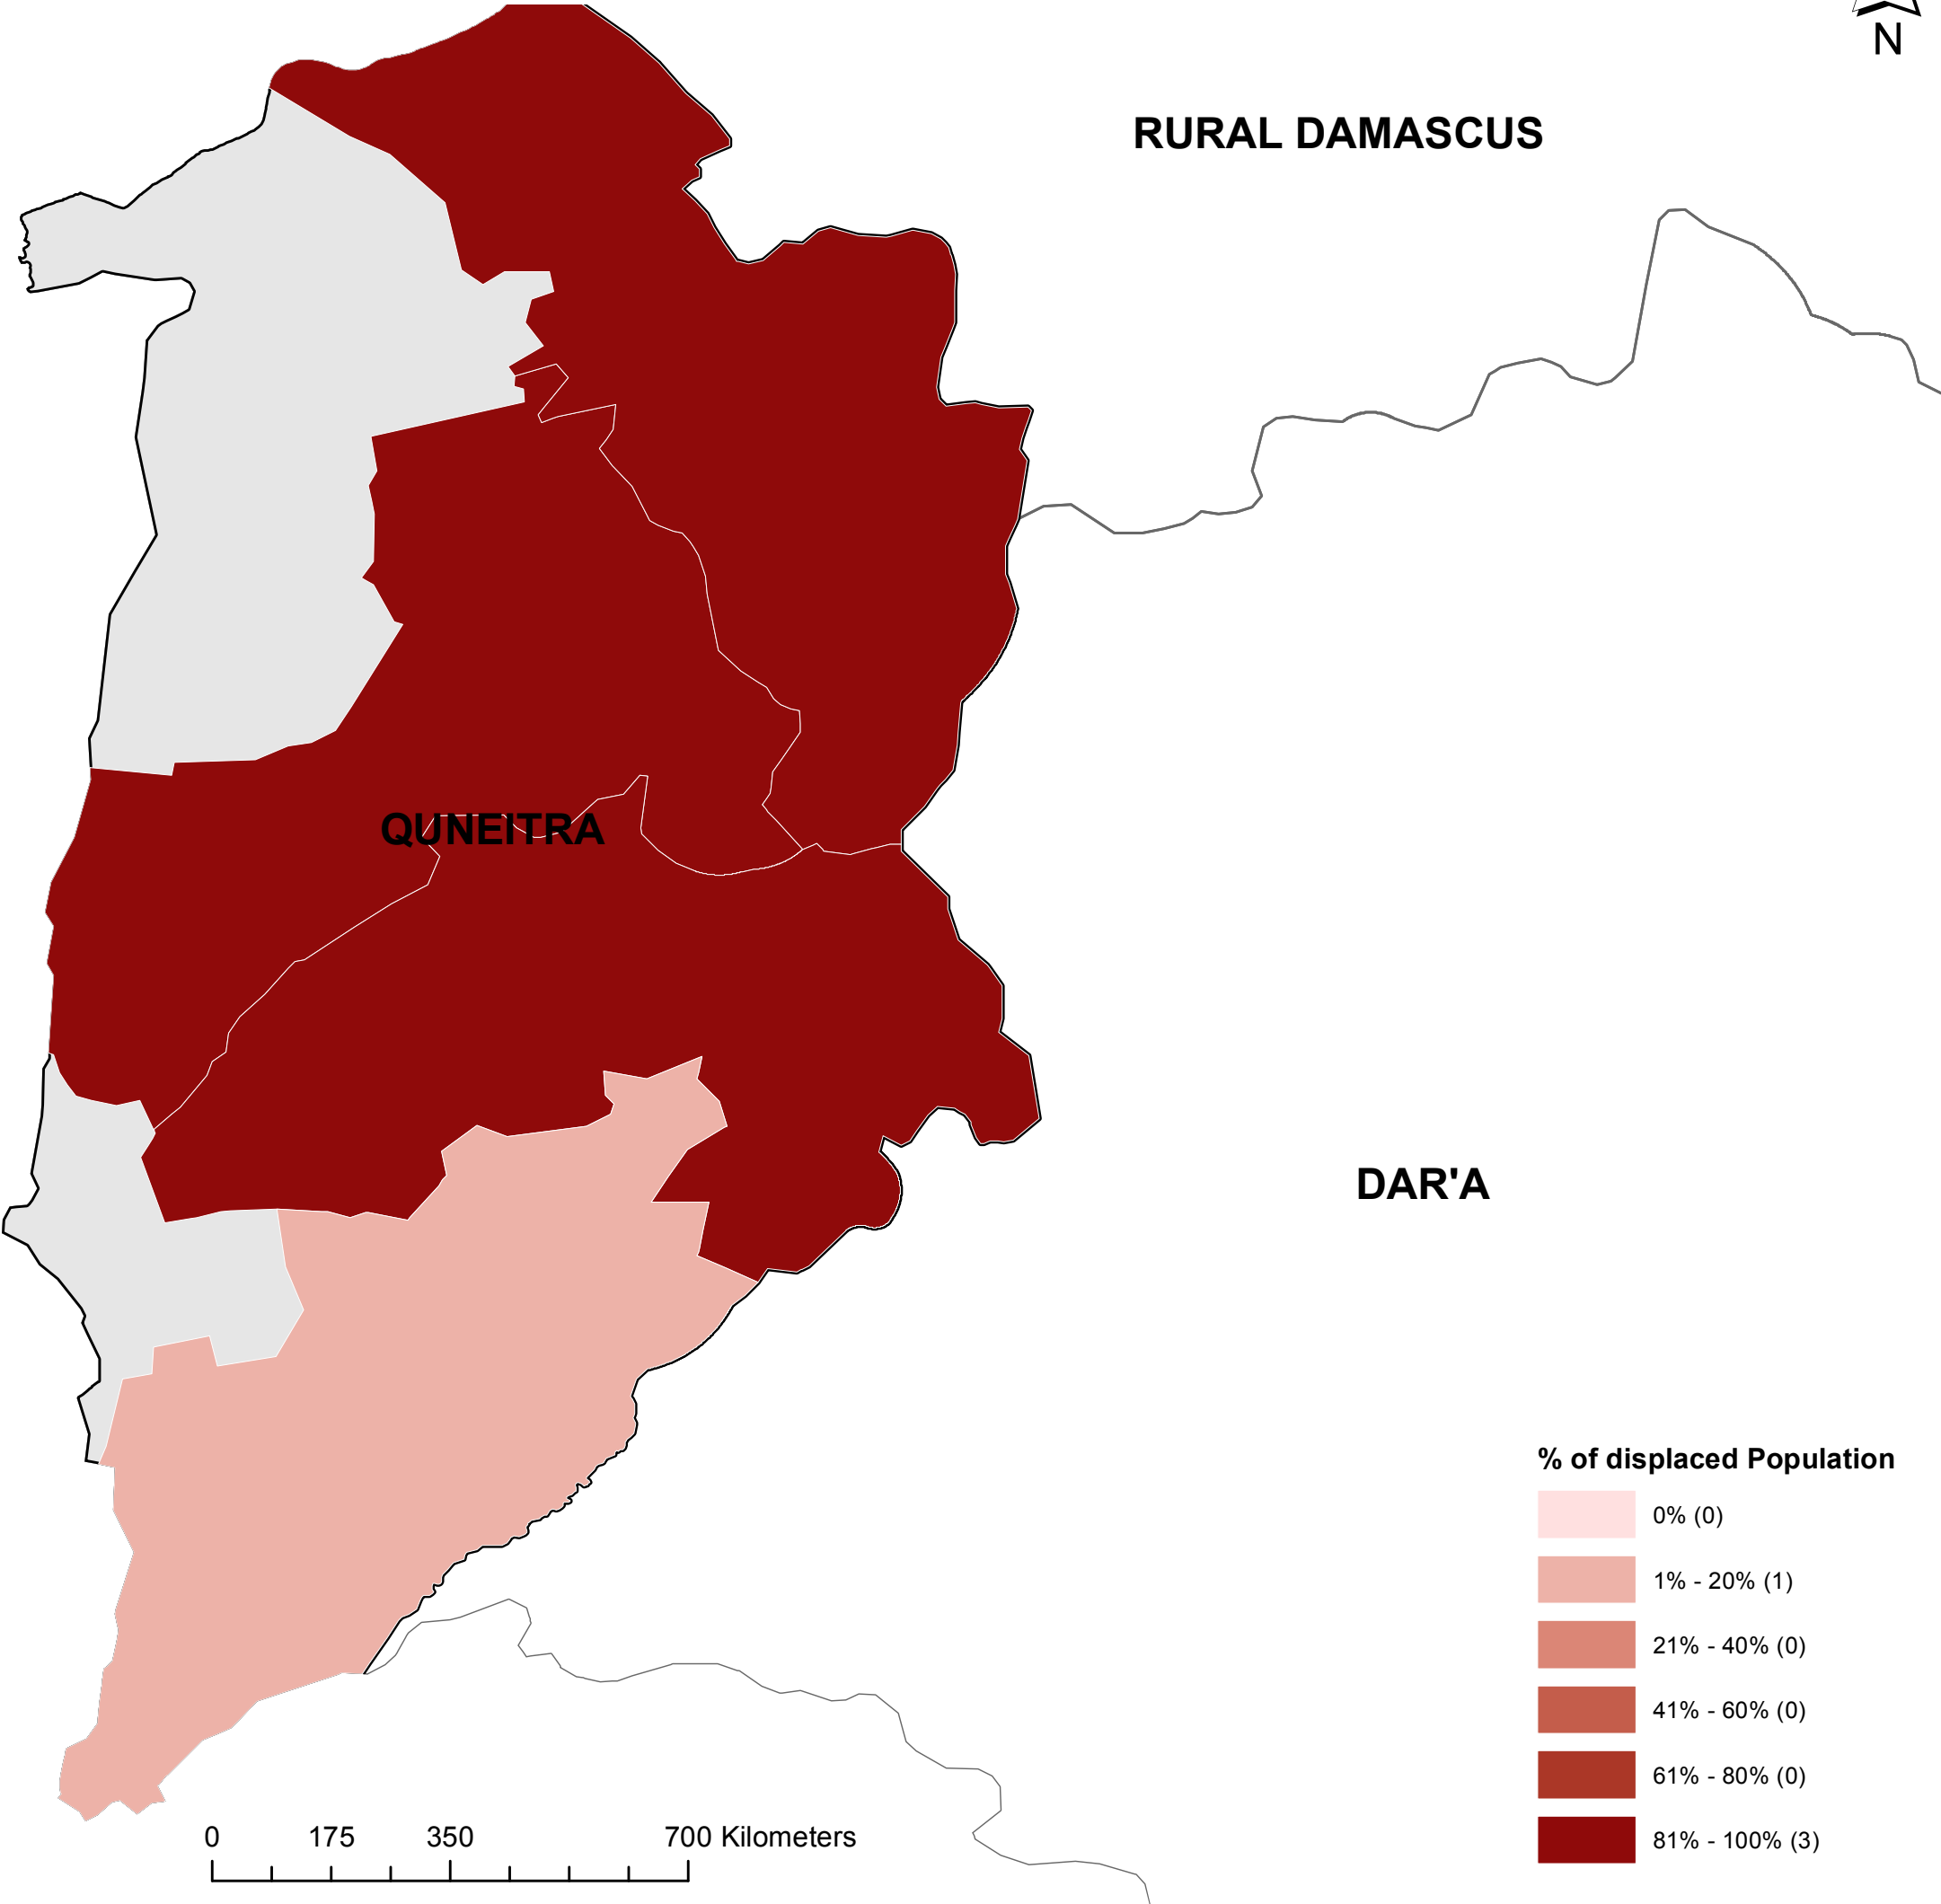 N
RURAL DAMASCUS
QUNEITRA
DAR'A
% of displaced Population
0% (0)
1% - 20% (1)
21% - 40% (0)
41% - 60% (0)
61% - 80% (0)
81% - 100% (3)
0 175 350 700 Kilometers